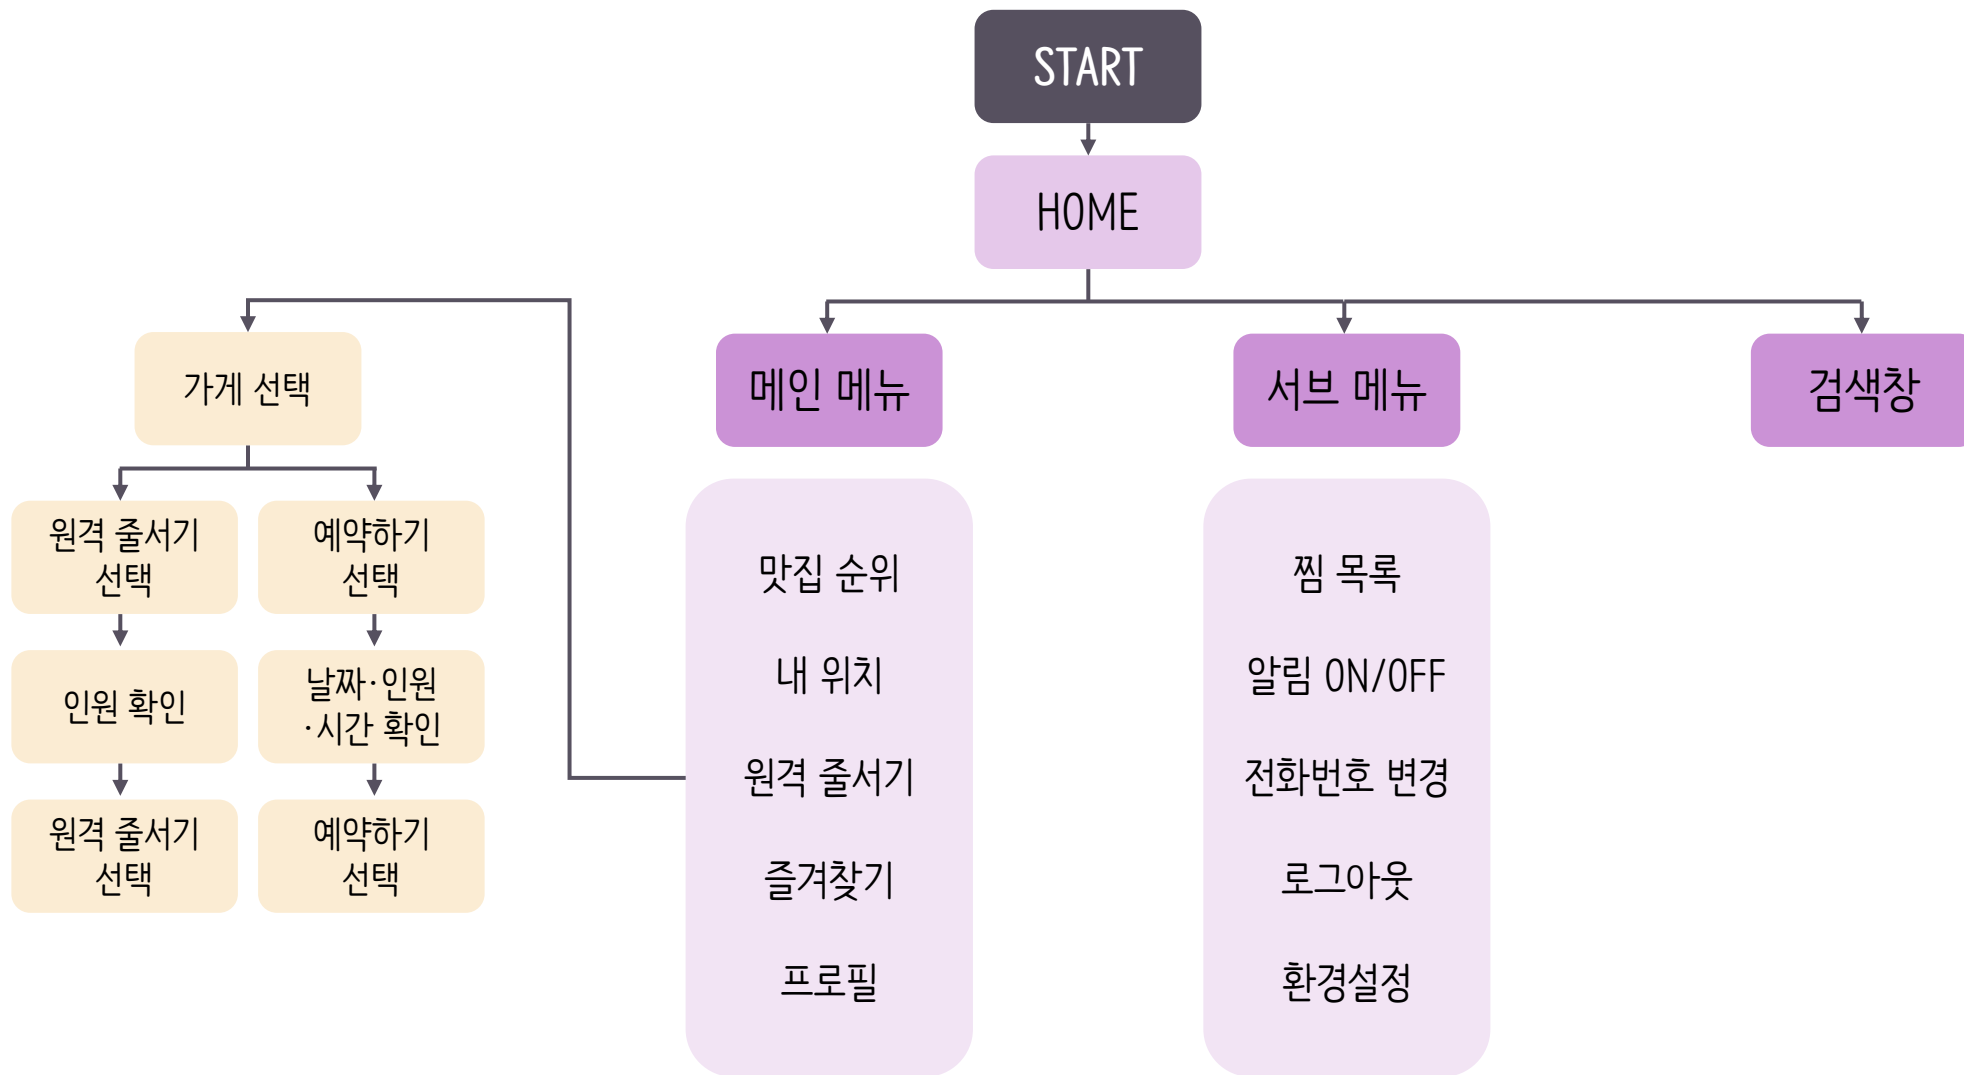 START
HOME
메인 메뉴
서브 메뉴
검색창
가게 선택
원격 줄서기
선택
예약하기
선택
인원 확인
날짜·인원
·시간 확인
원격 줄서기
선택
예약하기
선택
맛집 순위
내 위치
원격 줄서기
즐겨찾기
프로필
찜 목록
알림 ON/OFF
전화번호 변경
로그아웃
환경설정